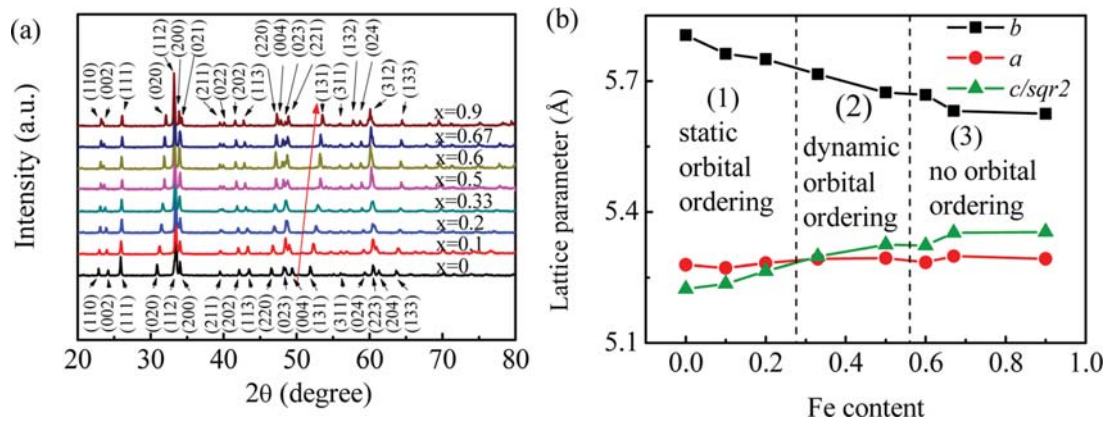 (a)
Intensity (a.u.)
(110)
(002)
(111)
(020)
(112)
(200)
(021)
(211)
(022)
(202)
(113)
(220)
(004)
(023)
(221)
(131)
(311)
(132)
(024)
(312)
(133)
x=0.9
x=0.67
x=0.6
x=0.5
x=0.33
x=0.2
x=0.1
x=0
(110)
(002)
(111)
(020)
(112)
(200)
(211)
(202)
(113)
(220)
(023)
(004)
(131)
(311)
(024)
(223)
(204)
(133)
20 30 40 50 60 70 80
2θ (degree)
(b)
Lattice parameter (Å)
5.7
5.4
5.1
b
a
c/sqr2
(1)
static
orbital
ordering
(2)
dynamic
orbital
ordering
(3)
no orbital
ordering
0.0 0.2 0.4 0.6 0.8 1.0
Fe content